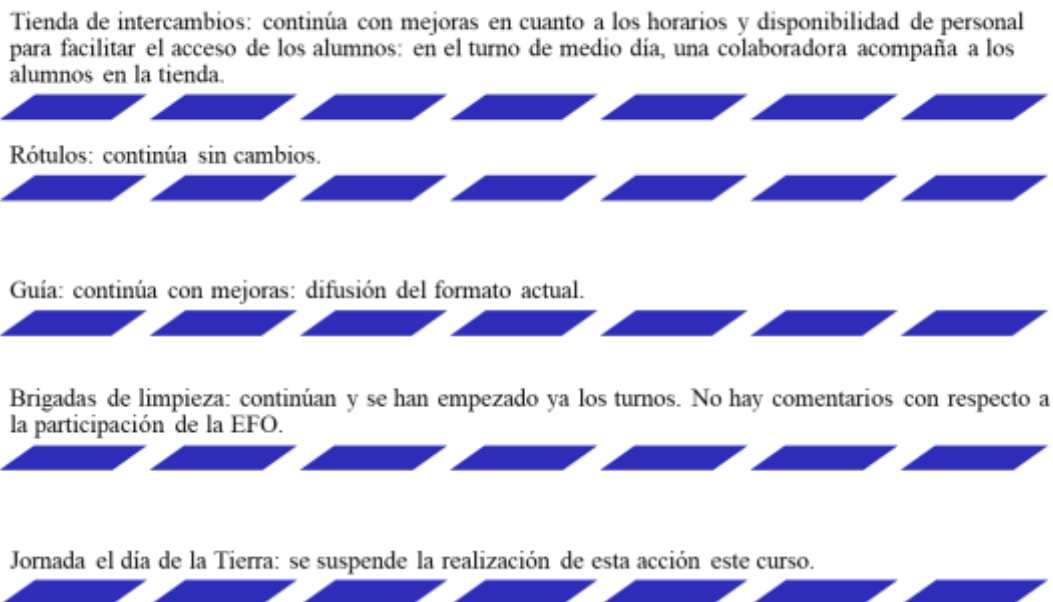 Tienda de intercambios: continúa con mejoras en cuanto a los horarios y disponibilidad de personal
para facilitar el acceso de los alumnos: en el turno de medio día, una colaboradora acompaña a los
alumnos en la tienda.
Rótulos: continúa sin cambios.
Guía: continúa con mejoras: difusión del formato actual.
Brigadas de limpieza: continúan y se han empezado ya los turnos. No hay comentarios con respecto a
la participación de la EFO.
Jornada el día de la Tierra: se suspende la realización de esta acción este curso.